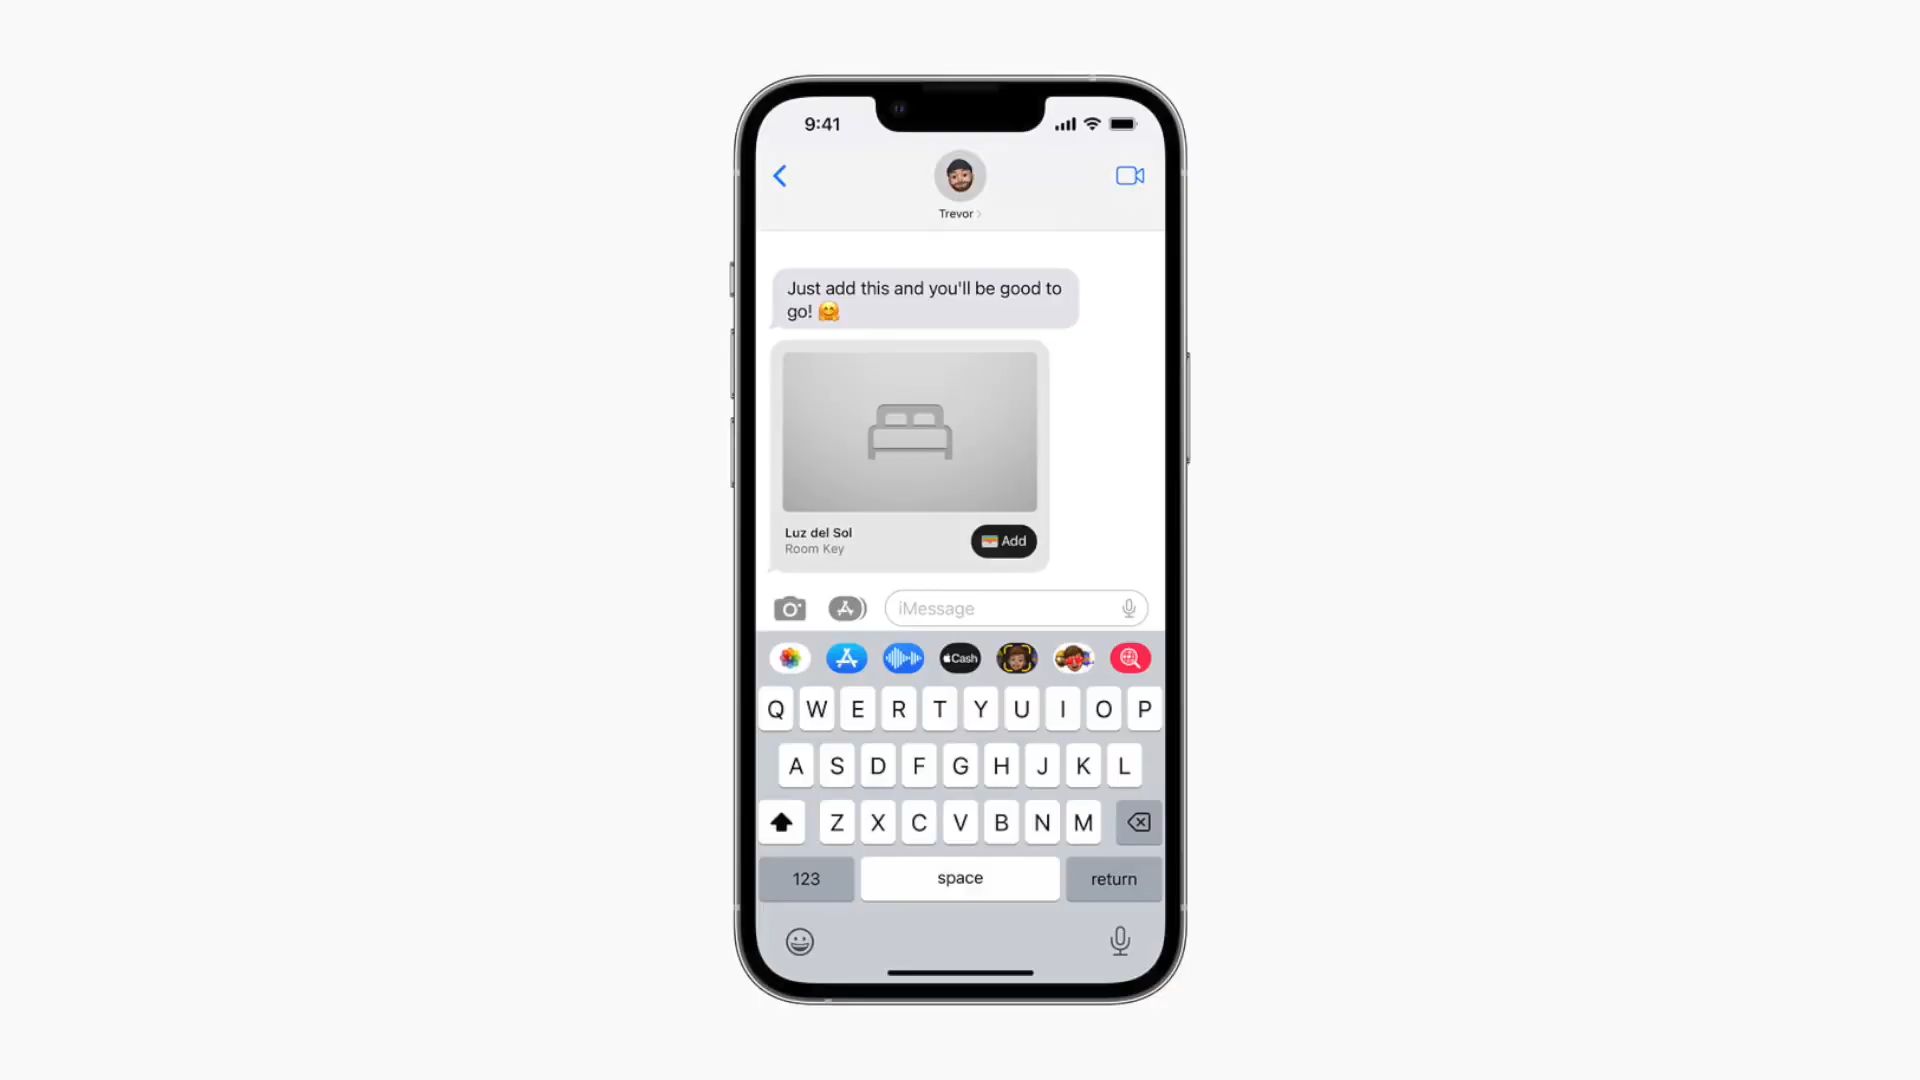 9:41
Trevor
Just add this and you'll be good to
go! 🤗
Luz del Sol
Room Key
Add
iMessage
Cash
Q W E R T Y U I O P
A S D F G H J K L
Z X C V B N M
123 space return